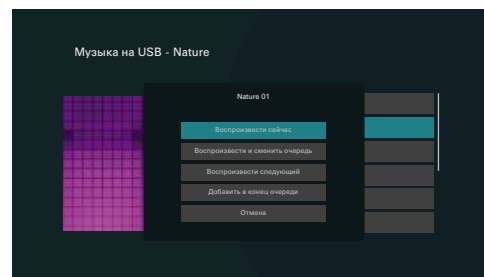 Музыка на USB - Nature
Nature 01
Воспроизвести сейчас
Воспроизвести и сменить очередь
Воспроизвести следующий
Добавить в конец очереди
Отмена